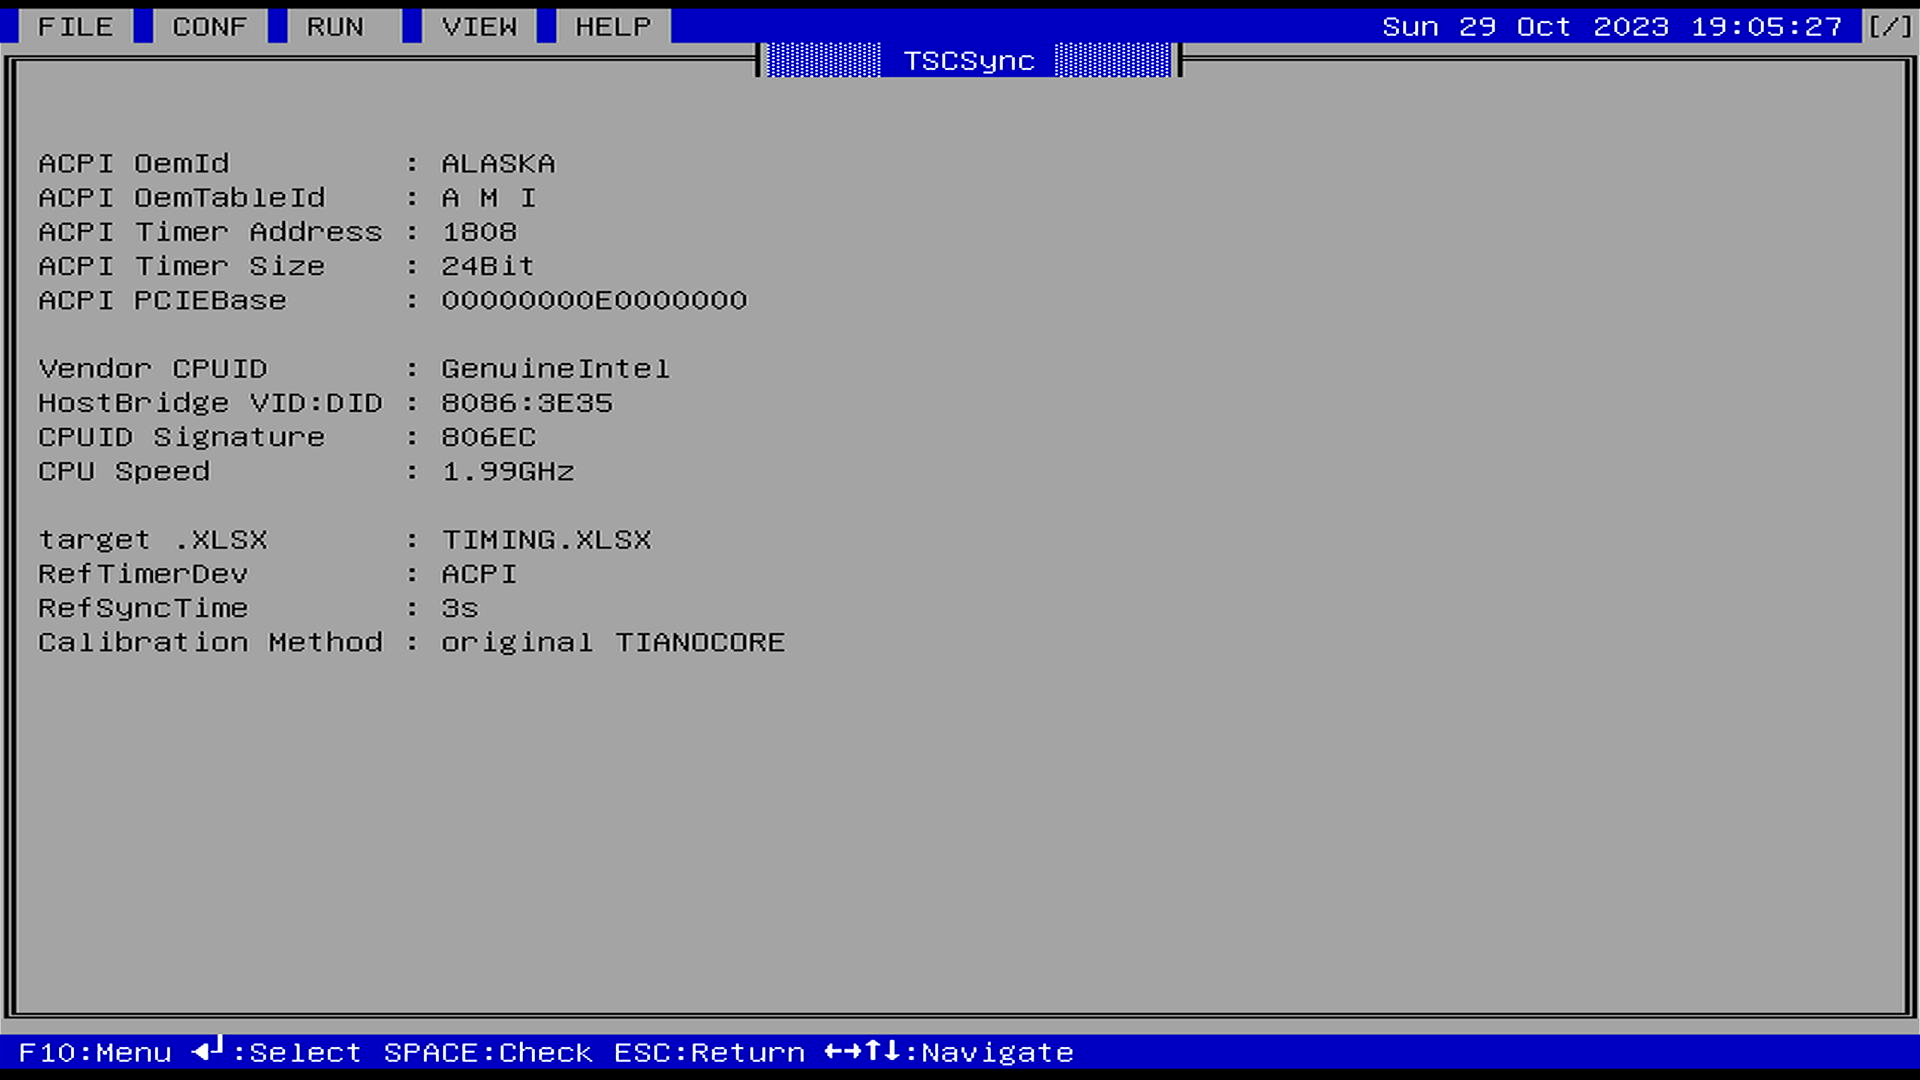 FILE CONF RUN VIEW HELP Sun 29 Oct 2023 19:05:27 [/]
TSCSync
ACPI OemId : ALASKA
ACPI OemTableId : A M I
ACPI Timer Address : 1808
ACPI Timer Size : 24Bit
ACPI PCIEBase : 00000000E0000000
Vendor CPUID : GenuineIntel
HostBridge VID:DID : 8086:3E35
CPUID Signature : 806EC
CPU Speed : 1.99GHz
target .XLSX : TIMING.XLSX
RefTimerDev : ACPI
RefSyncTime : 3s
Calibration Method : original TIANOCORE
F10:Menu ◄┘:Select SPACE:Check ESC:Return ←→↑↓:Navigate